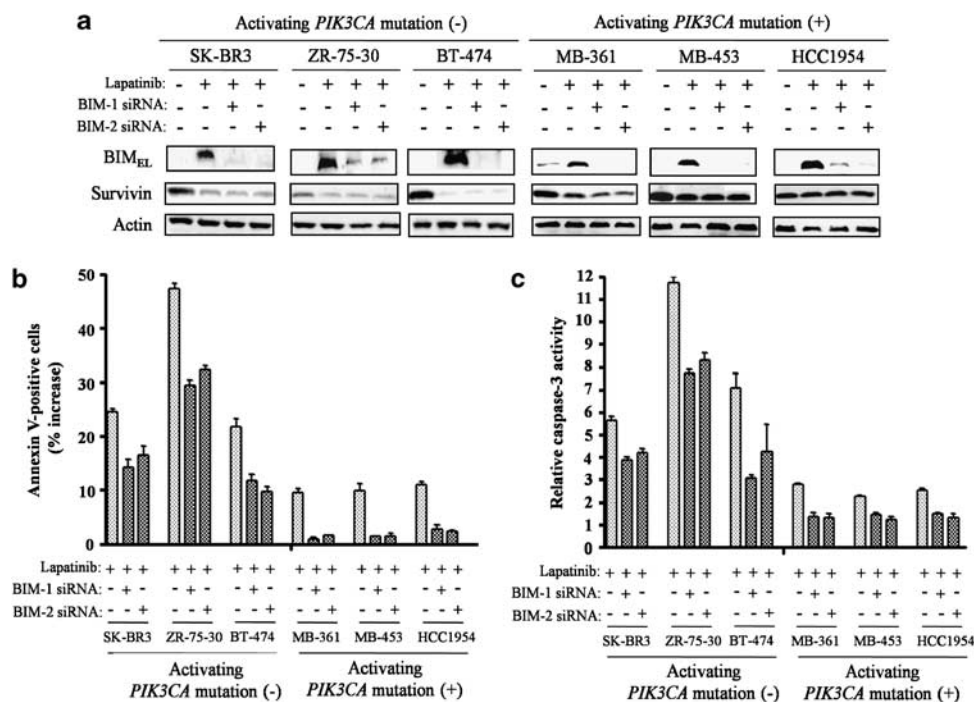 a
Activating PIK3CA mutation (-) Activating PIK3CA mutation (+)
SK-BR3 ZR-75-30 BT-474 MB-361 MB-453 HCC1954
Lapatinib: - + + + - + + + - + + + - + + + - + + + - + + +
BIM-1 siRNA: - - + - - - + - - - + - - - + - - - + - - - + -
BIM-2 siRNA: - - - + - - - + - - - + - - - + - - - + - - - +
BIM_EL
Survivin
Actin
b
Annexin V-positive cells
(% increase)
50
40
30
20
10
0
Lapatinib: + + + + + + + + + + + + + + + + + +
BIM-1 siRNA: - + - - + - - + - - + - - + - - + -
BIM-2 siRNA: - - + - - + - - + - - + - - + - - +
SK-BR3 ZR-75-30 BT-474 MB-361 MB-453 HCC1954
Activating PIK3CA mutation (-) Activating PIK3CA mutation (+)
c
Relative caspase-3 activity
12
11
10
9
8
7
6
5
4
3
2
1
0
Lapatinib: + + + + + + + + + + + + + + + + + +
BIM-1 siRNA: - + - - + - - + - - + - - + - - + -
BIM-2 siRNA: - - + - - + - - + - - + - - + - - +
SK-BR3 ZR-75-30 BT-474 MB-361 MB-453 HCC1954
Activating PIK3CA mutation (-) Activating PIK3CA mutation (+)